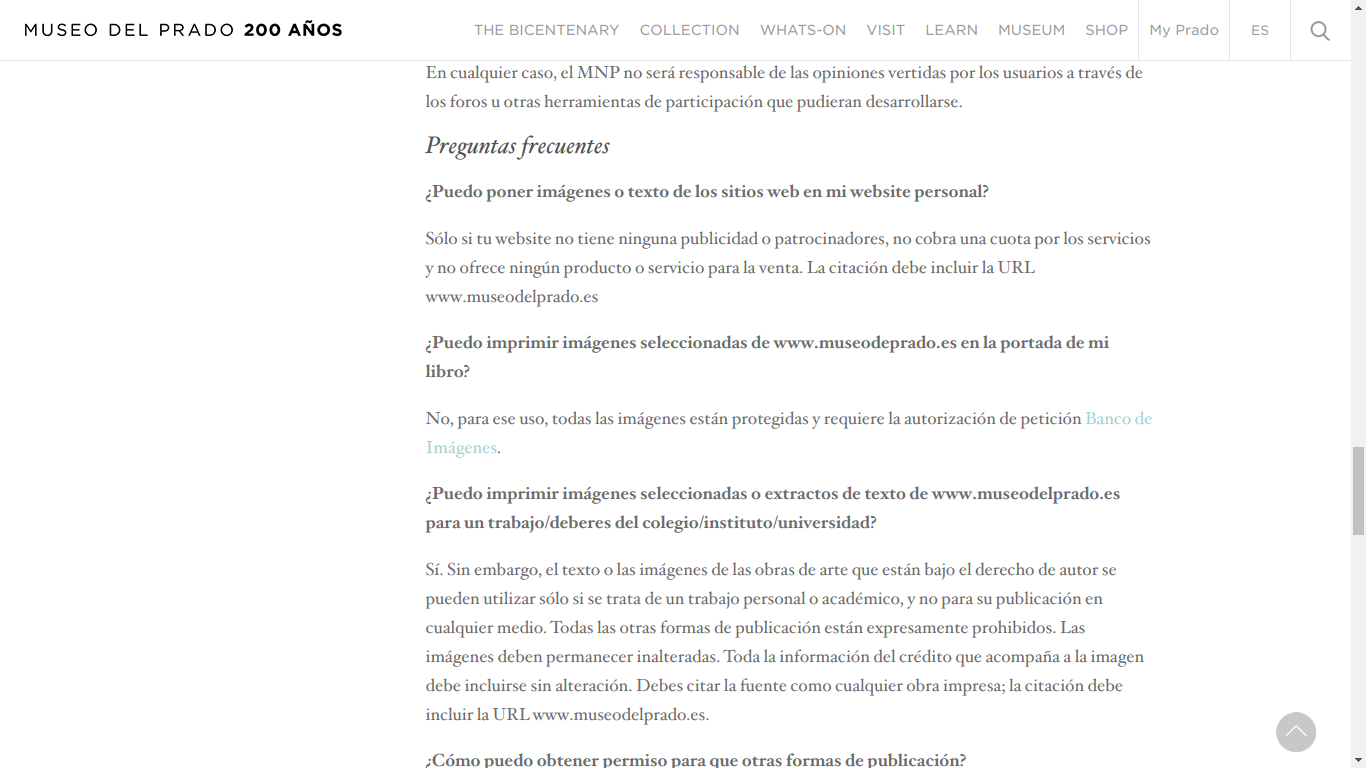 MUSEO DEL PRADO 200 AÑOS
THE BICENTENARY COLLECTION WHATS-ON VISIT LEARN MUSEUM SHOP My Prado ES
En cualquier caso, el MNP no será responsable de las opiniones vertidas por los usuarios a través de
los foros u otras herramientas de participación que pudieran desarrollarse.
Preguntas frecuentes
¿Puedo poner imágenes o texto de los sitios web en mi website personal?
Sólo si tu website no tiene ninguna publicidad o patrocinadores, no cobra una cuota por los servicios
y no ofrece ningún producto o servicio para la venta. La citación debe incluir la URL
www.museodelprado.es
¿Puedo imprimir imágenes seleccionadas de www.museodeprado.es en la portada de mi
libro?
No, para ese uso, todas las imágenes están protegidas y requiere la autorización de petición Banco de
Imágenes.
¿Puedo imprimir imágenes seleccionadas o extractos de texto de www.museodelprado.es
para un trabajo/deberes del colegio/instituto/universidad?
Sí. Sin embargo, el texto o las imágenes de las obras de arte que están bajo el derecho de autor se
pueden utilizar sólo si se trata de un trabajo personal o académico, y no para su publicación en
cualquier medio. Todas las otras formas de publicación están expresamente prohibidos. Las
imágenes deben permanecer inalteradas. Toda la información del crédito que acompaña a la imagen
debe incluirse sin alteración. Debes citar la fuente como cualquier obra impresa; la citación debe
incluir la URL www.museodelprado.es.
¿Cómo puedo obtener permiso para que otras formas de publicación?